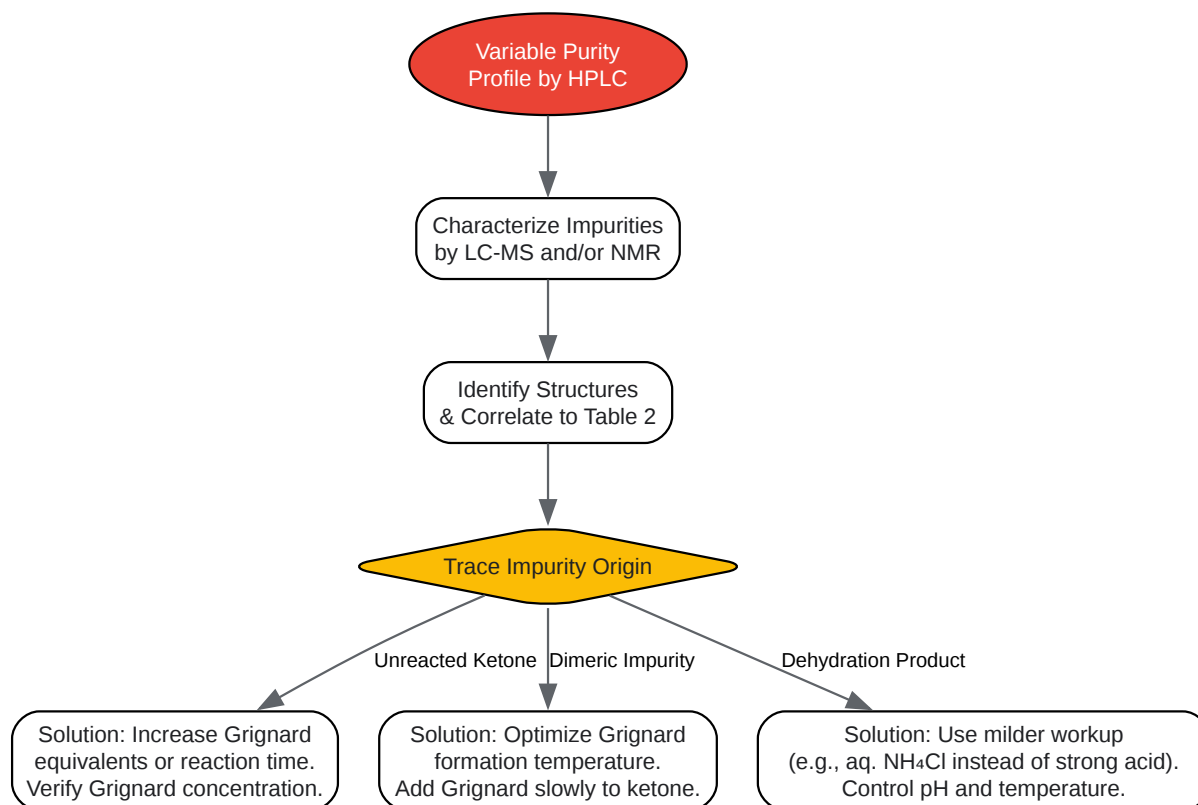 Variable Purity
Profile by HPLC
Characterize Impurities
by LC-MS and/or NMR
Identify Structures
& Correlate to Table 2
Trace Impurity Origin
Unreacted Ketone
Dimeric Impurity
Dehydration Product
Solution: Increase Grignard
equivalents or reaction time.
Verify Grignard concentration.
Solution: Optimize Grignard
formation temperature.
Add Grignard slowly to ketone.
Solution: Use milder workup
(e.g., aq. NH₄Cl instead of strong acid).
Control pH and temperature.